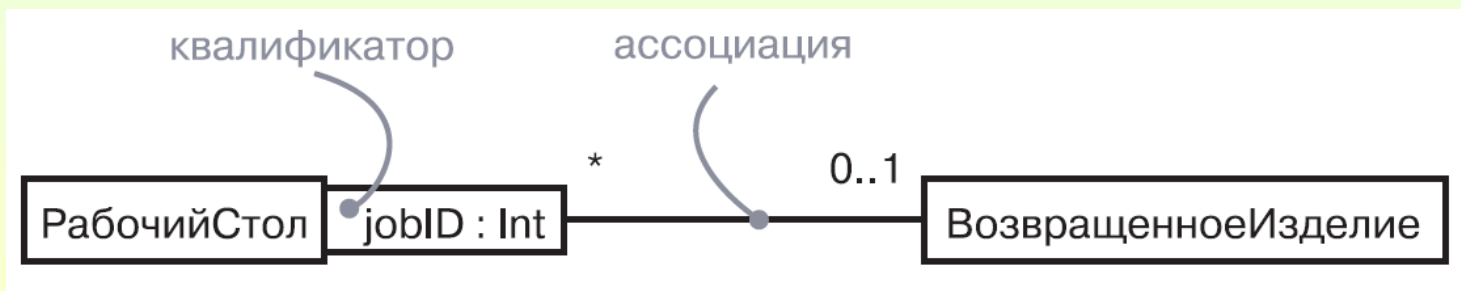 квалификатор
ассоциация
* 0..1
РабочийСтол jobID : Int ВозвращенноеИзделие